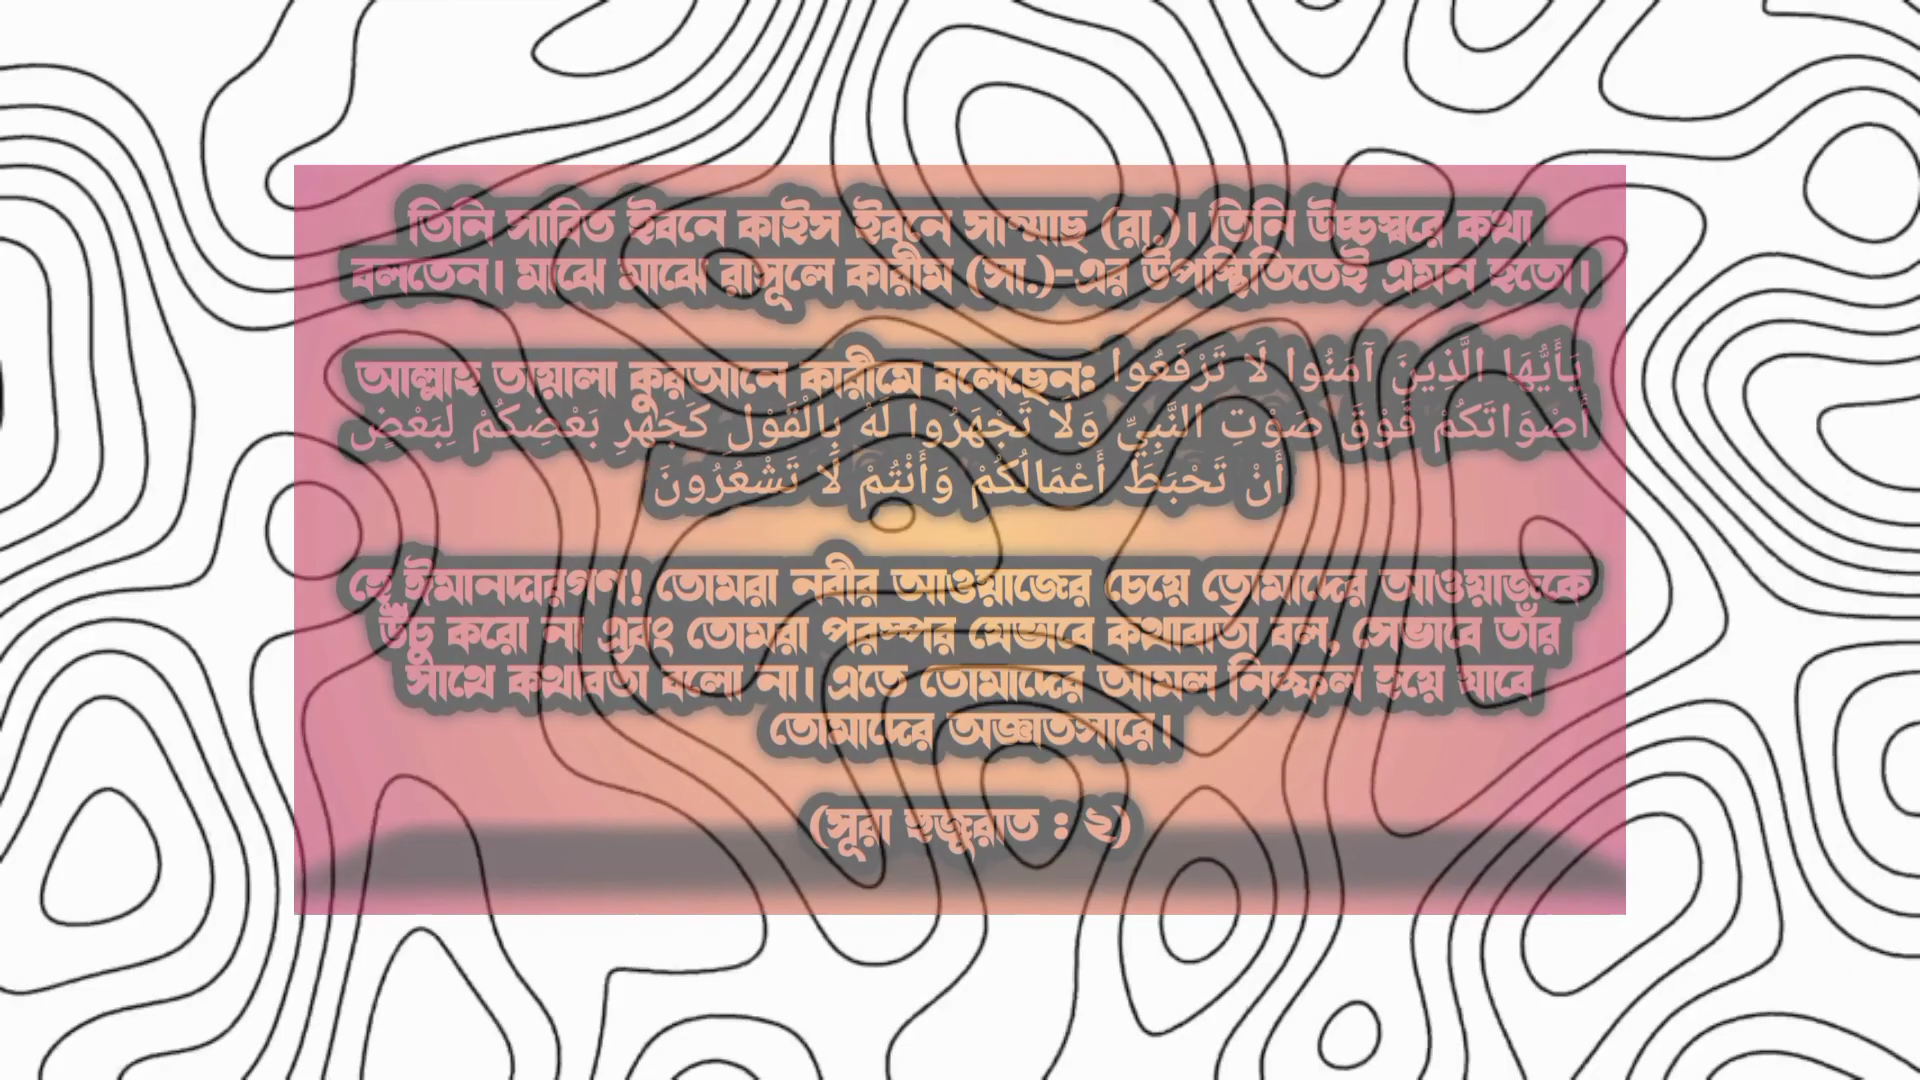 তিনি সাবিত ইবনে কাইস ইবনে সাম্মাছ (রা.)। তিনি উচ্চস্বরে কথা
বলতেন। মাঝে মাঝে রাসূলে কারীম (সা.)-এর উপস্থিতিতেই এমন হতো।
আল্লাহ তায়ালা কুরআনে কারীমে বলেছেন: يَاأَيُّهَا الَّذِينَ آمَنُوا لَا تَرْفَعُوا
أَصْوَاتَكُمْ فَوْقَ صَوْتِ النَّبِيِّ وَلَا تَجْهَرُوا لَهُ بِالْقَوْلِ كَجَهْرِ بَعْضِكُمْ لِبَعْضٍ
أَنْ تَحْبَطَ أَعْمَالُكُمْ وَأَنْتُمْ لَا تَشْعُرُونَ
হে ঈমানদারগণ! তোমরা নবীর আওয়াজের চেয়ে তোমাদের আওয়াজকে
উঁচু করো না এবং তোমরা পরস্পর যেভাবে কথাবার্তা বল, সেভাবে তাঁর
সাথে কথাবার্তা বলো না। এতে তোমাদের আমল নিস্ফল হয়ে যাবে
তোমাদের অজ্ঞাতসারে।
(সূরা হুজুরাত : ২)